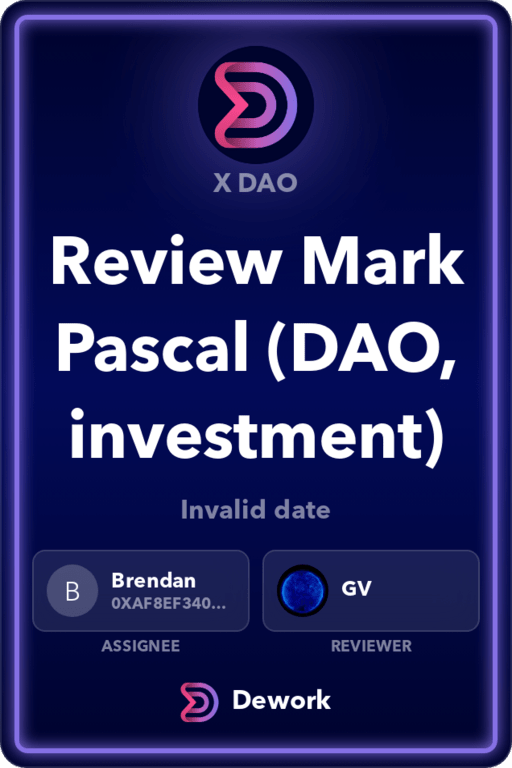 X DAO
Review Mark
Pascal (DAO,
investment)
Invalid date
B
Brendan
0XAF8EF340...
GV
ASSIGNEE
REVIEWER
Dework